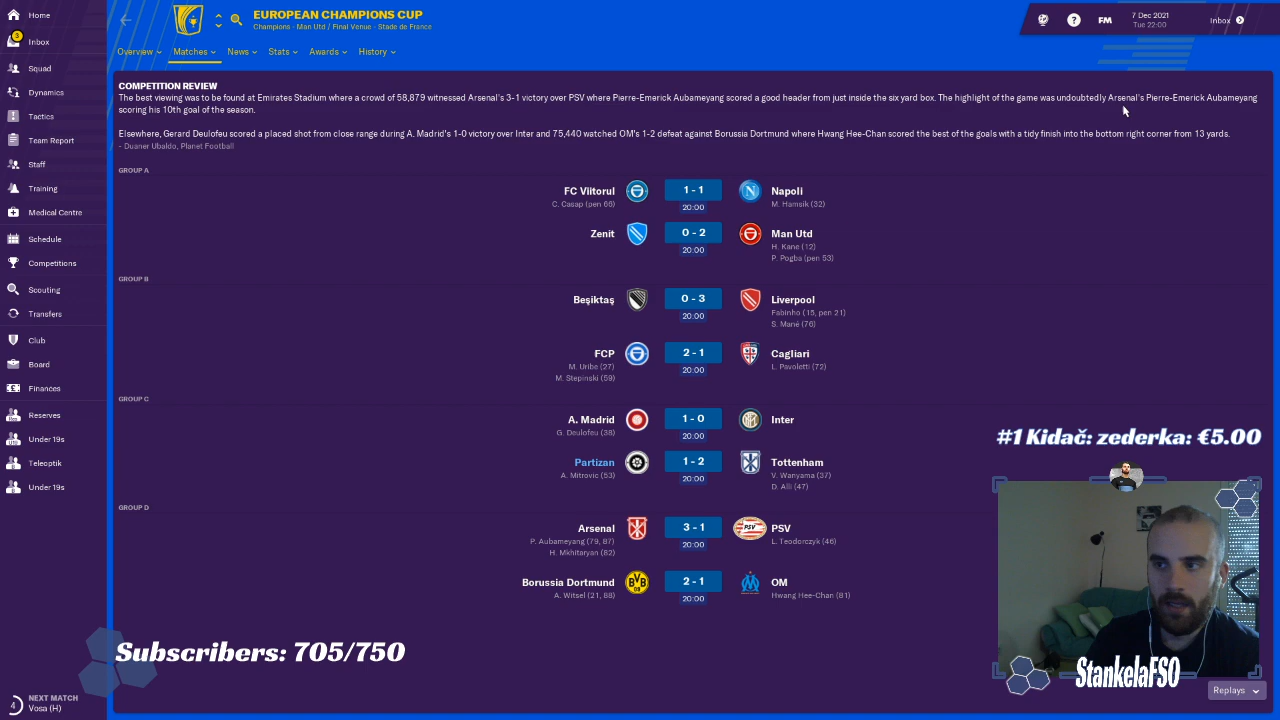 Home
3
Inbox
Squad
Dynamics
Tactics
Team Report
Staff
Training
Medical Centre
Schedule
Competitions
Scouting
Transfers
Club
Board
Finances
Reserves
Under 19s
Teleoptik
Under 19s
4
NEXT MATCH
Vosa (H)
EUROPEAN CHAMPIONS CUP
Champions - Man Utd / Final Venue - Stade de France
?
FM
7 Dec 2021
Tue 22:00
Inbox
Overview
Matches
News
Stats
Awards
History
COMPETITION REVIEW
The best viewing was to be found at Emirates Stadium where a crowd of 58,879 witnessed Arsenal's 3-1 victory over PSV where Pierre-Emerick Aubameyang scored a good header from just inside the six yard box. The highlight of the game was undoubtedly Arsenal's Pierre-Emerick Aubameyang
scoring his 10th goal of the season.
Elsewhere, Gerard Deulofeu scored a placed shot from close range during A. Madrid's 1-0 victory over Inter and 75,440 watched OM's 1-2 defeat against Borussia Dortmund where Hwang Hee-Chan scored the best of the goals with a tidy finish into the bottom right corner from 13 yards.
- Duaner Ubaldo, Planet Football
GROUP A
FC Viitorul 1 - 1 Napoli
C. Casap (pen 66) 20:00 M. Hamsik (32)
Zenit 0 - 2 Man Utd
20:00 H. Kane (12)
P. Pogba (pen 53)
GROUP B
Beşiktaş 0 - 3 Liverpool
20:00 Fabinho (15, pen 21)
S. Mané (76)
FCP 2 - 1 Cagliari
M. Uribe (27) 20:00 L. Pavoletti (72)
M. Stepinski (59)
GROUP C
A. Madrid 1 - 0 Inter
G. Deulofeu (38) 20:00
Partizan 1 - 2 Tottenham
A. Mitrovic (53) 20:00 V. Wanyama (37)
D. Alli (47)
GROUP D
Arsenal 3 - 1 PSV PSV
P. Aubameyang (79, 87) 20:00 L. Teodorczyk (46)
H. Mkhitaryan (82)
Borussia Dortmund BVB 09 2 - 1 OM
A. Witsel (21, 88) 20:00 Hwang Hee-Chan (81)
#1 Kidač: zederka: €5.00
Subscribers: 705/750
StankelaFSO
Replays